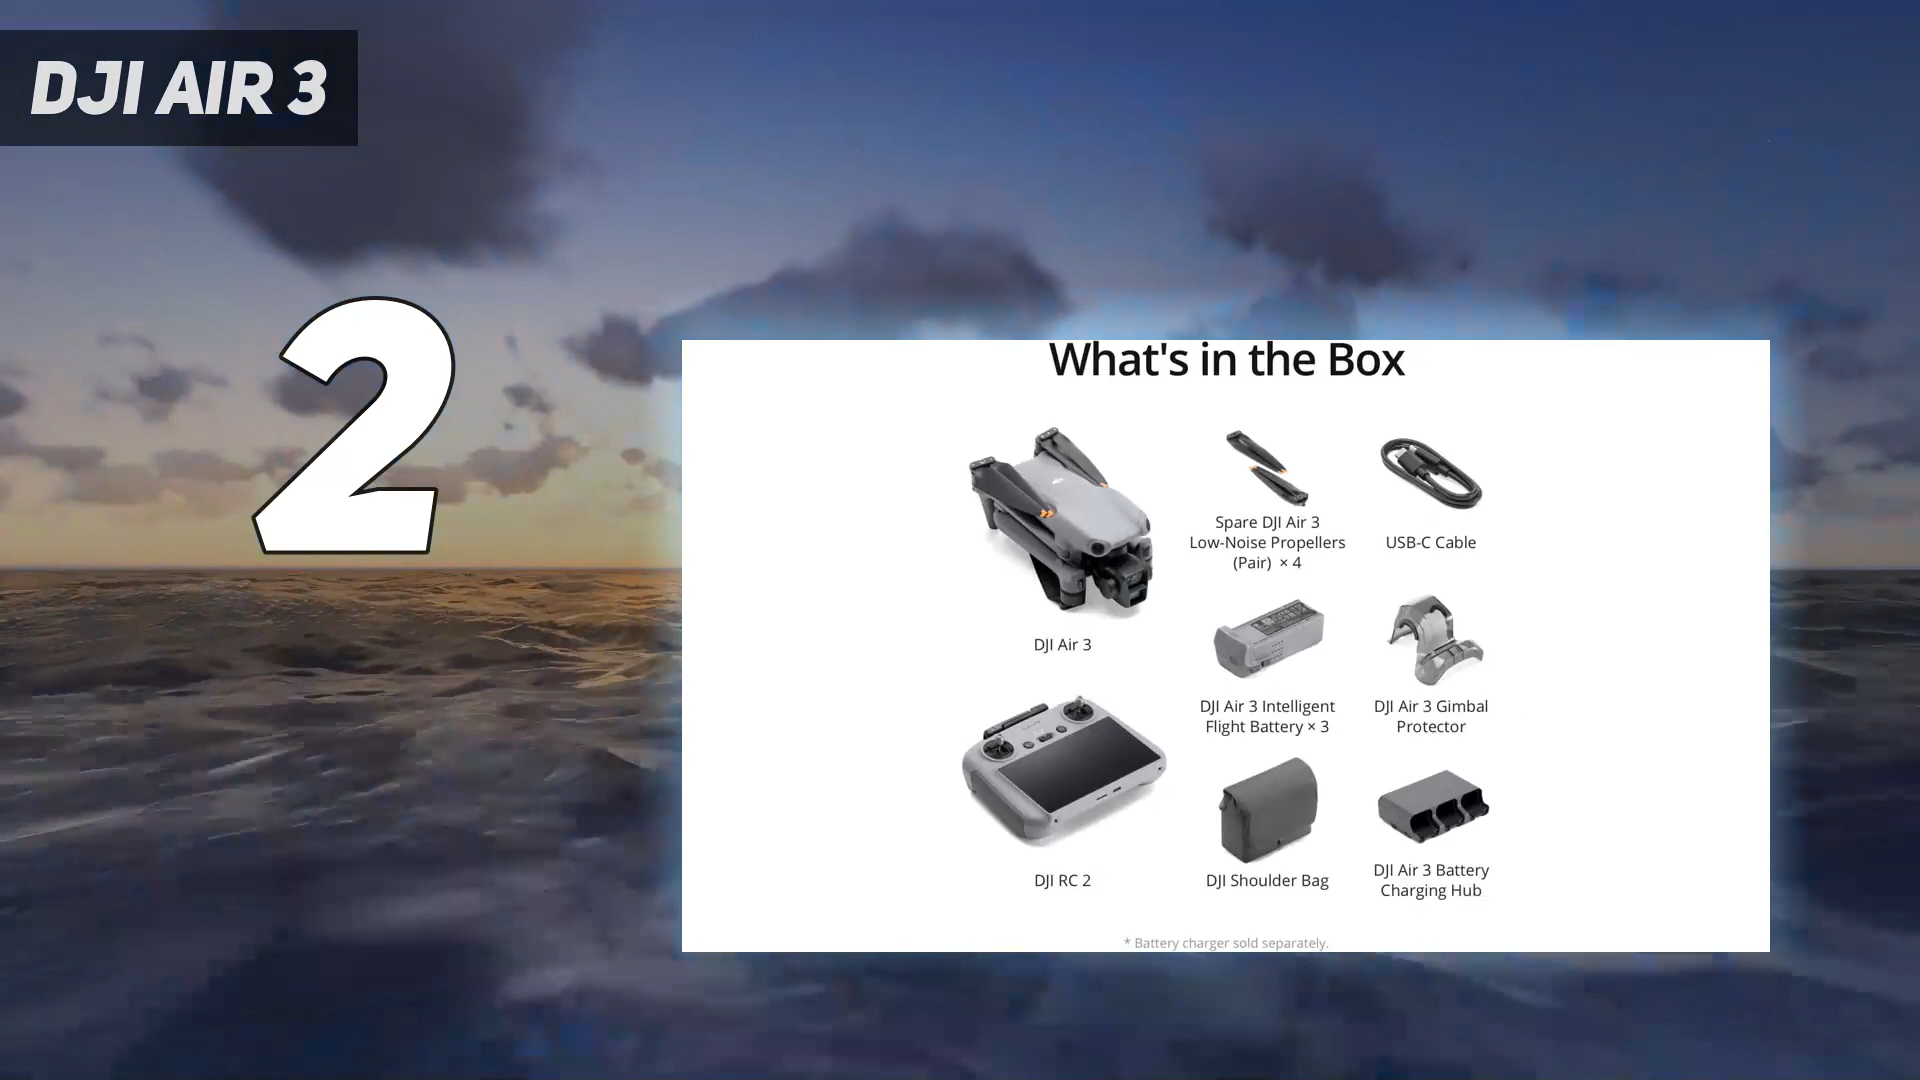 DJI AIR 3
2
What's in the Box
Spare DJI Air 3
Low-Noise Propellers
(Pair) × 4
USB-C Cable
DJI Air 3
DJI Air 3 Intelligent
Flight Battery × 3
DJI Air 3 Gimbal
Protector
DJI RC 2
DJI Shoulder Bag
DJI Air 3 Battery
Charging Hub
* Battery charger sold separately.